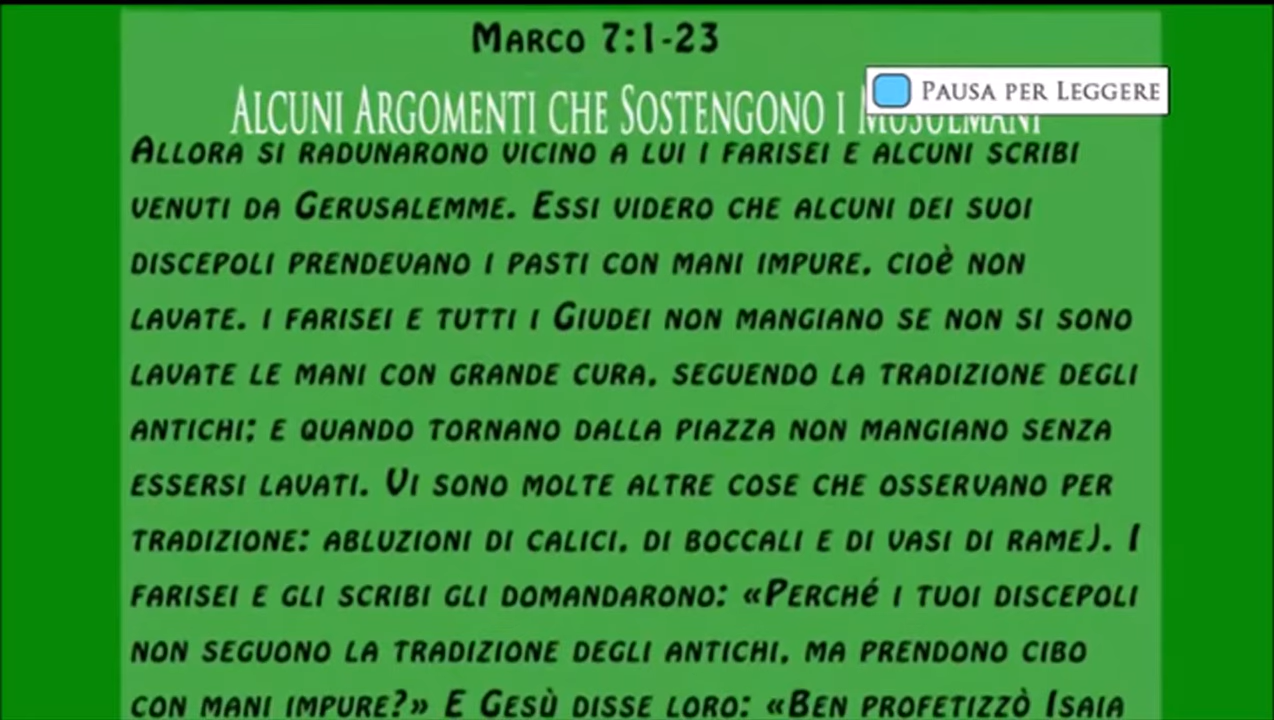 Marco 7:1-23
Pausa per Leggere
Alcuni Argomenti che Sostengono i Musulmani
Allora si radunarono vicino a lui i farisei e alcuni scribi
venuti da Gerusalemme. Essi videro che alcuni dei suoi
discepoli prendevano i pasti con mani impure, cioè non
lavate. i farisei e tutti i Giudei non mangiano se non si sono
lavate le mani con grande cura, seguendo la tradizione degli
antichi; e quando tornano dalla piazza non mangiano senza
essersi lavati. Vi sono molte altre cose che osservano per
tradizione: abluzioni di calici, di boccali e di vasi di rame). I
farisei e gli scribi gli domandarono: «Perché i tuoi discepoli
non seguono la tradizione degli antichi, ma prendono cibo
con mani impure?» E Gesù disse loro: «Ben profetizzò Isaia